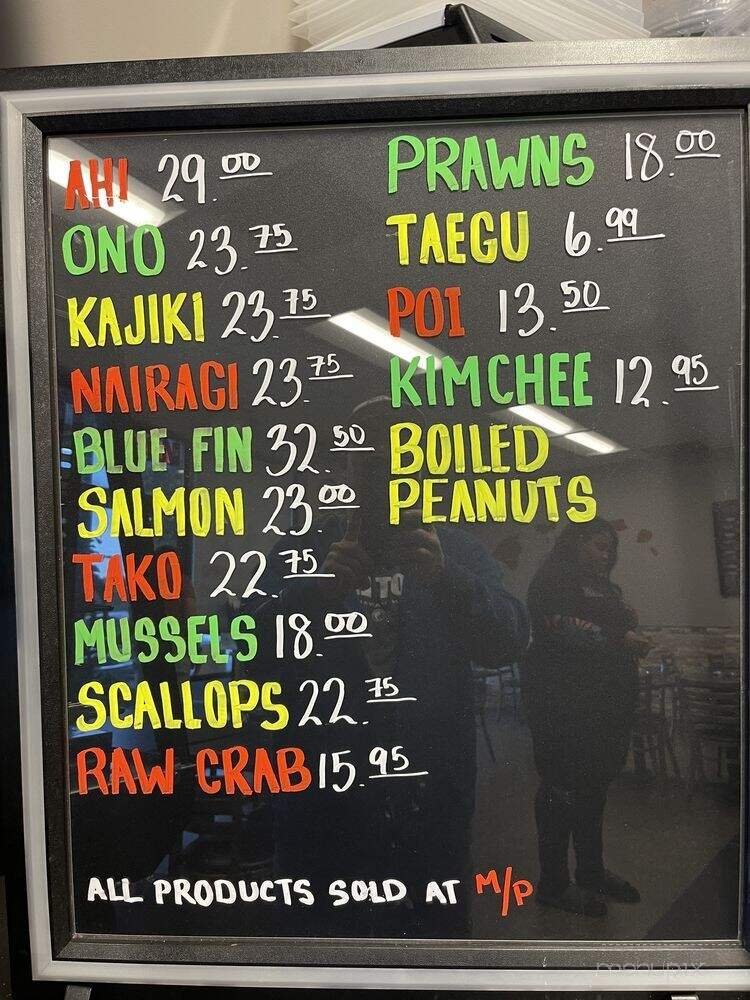 AHI 29.00
ONO 23.75
KAJIKI 23.75
NAIRAGI 23.75
BLUE FIN 32.50
SALMON 23.00
TAKO 22.75
MUSSELS 18.00
SCALLOPS 22.75
RAW CRAB 15.95
PRAWNS 18.00
TAEGU 6.99
POI 13.50
KIMCHEE 12.95
BOILED
PEANUTS
ALL PRODUCTS SOLD AT M/P